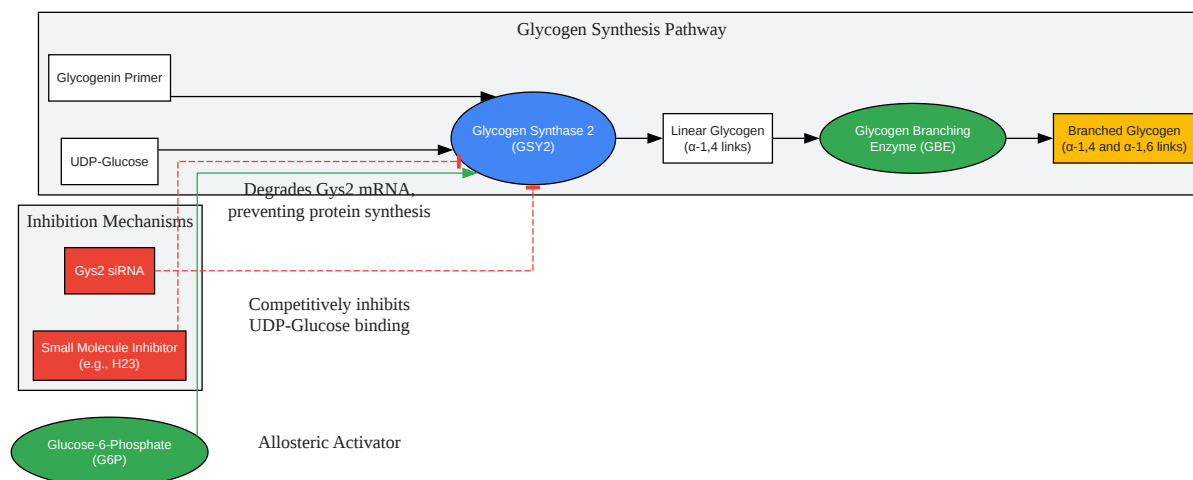 Glycogen Synthesis Pathway
Glycogenin Primer
UDP-Glucose
Glycogen Synthase 2
(GSY2)
Linear Glycogen
(α-1,4 links)
Glycogen Branching
Enzyme (GBE)
Branched Glycogen
(α-1,4 and α-1,6 links)
Degrades Gys2 mRNA,
preventing protein synthesis
Inhibition Mechanisms
Gys2 siRNA
Small Molecule Inhibitor
(e.g., H23)
Competitively inhibits
UDP-Glucose binding
Glucose-6-Phosphate
(G6P)
Allosteric Activator